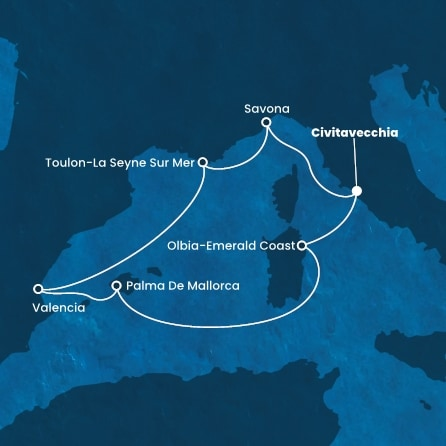 Savona
Civitavecchia
Toulon-La Seyne Sur Mer
Olbia-Emerald Coast
Palma De Mallorca
Valencia